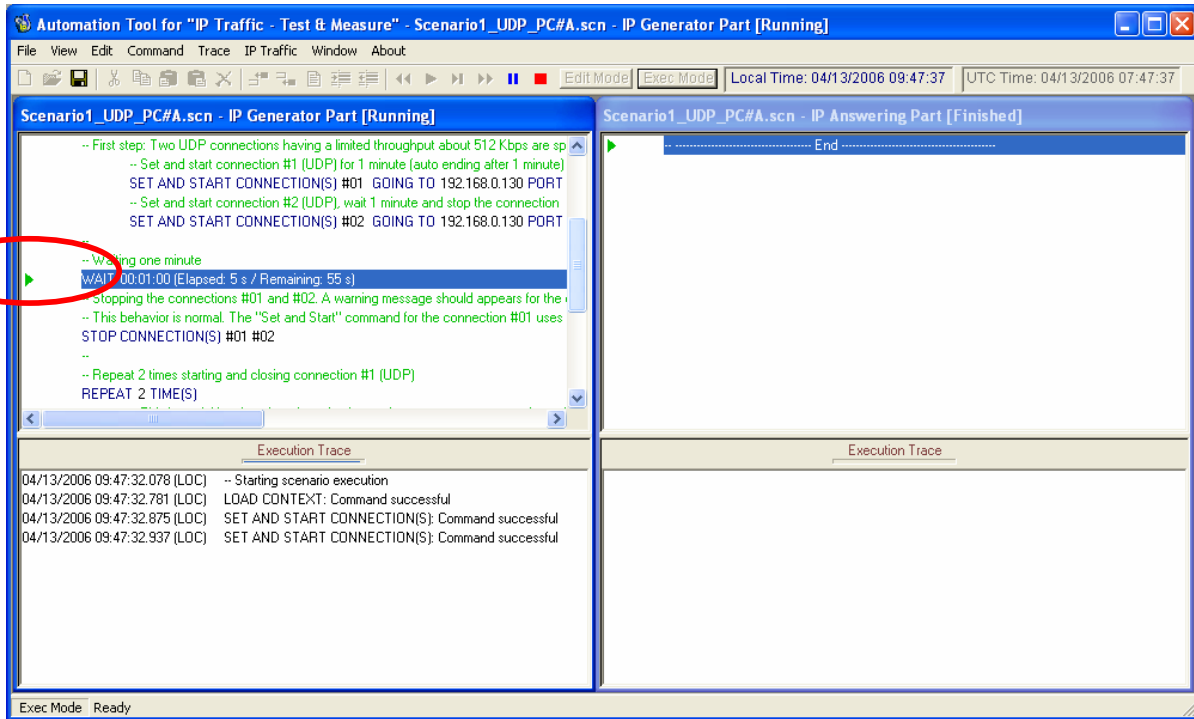 Automation Tool for "IP Traffic - Test & Measure" - Scenario1_UDP_PC#A.scn - IP Generator Part [Running]
File View Edit Command Trace IP Traffic Window About
Edit Mode Exec Mode Local Time: 04/13/2006 09:47:37 UTC Time: 04/13/2006 07:47:37
Scenario1_UDP_PC#A.scn - IP Generator Part [Running]
-- First step: Two UDP connections having a limited throughput about 512 Kbps are sp
-- Set and start connection #1 (UDP) for 1 minute (auto ending after 1 minute)
SET AND START CONNECTION(S) #01 GOING TO 192.168.0.130 PORT
-- Set and start connection #2 (UDP), wait 1 minute and stop the connection
SET AND START CONNECTION(S) #02 GOING TO 192.168.0.130 PORT
--
-- Waiting one minute
WAIT 00:01:00 (Elapsed: 5 s / Remaining: 55 s)
-- Stopping the connections #01 and #02. A warning message should appears for the
-- This behavior is normal. The "Set and Start" command for the connection #01 uses
STOP CONNECTION(S) #01 #02
--
-- Repeat 2 times starting and closing connection #1 (UDP)
REPEAT 2 TIME(S)
Execution Trace
04/13/2006 09:47:32.078 (LOC) -- Starting scenario execution
04/13/2006 09:47:32.781 (LOC) LOAD CONTEXT: Command successful
04/13/2006 09:47:32.875 (LOC) SET AND START CONNECTION(S): Command successful
04/13/2006 09:47:32.937 (LOC) SET AND START CONNECTION(S): Command successful
Scenario1_UDP_PC#A.scn - IP Answering Part [Finished]
-- -------------------------------------- End ------------------------------------------
Execution Trace
Exec Mode Ready